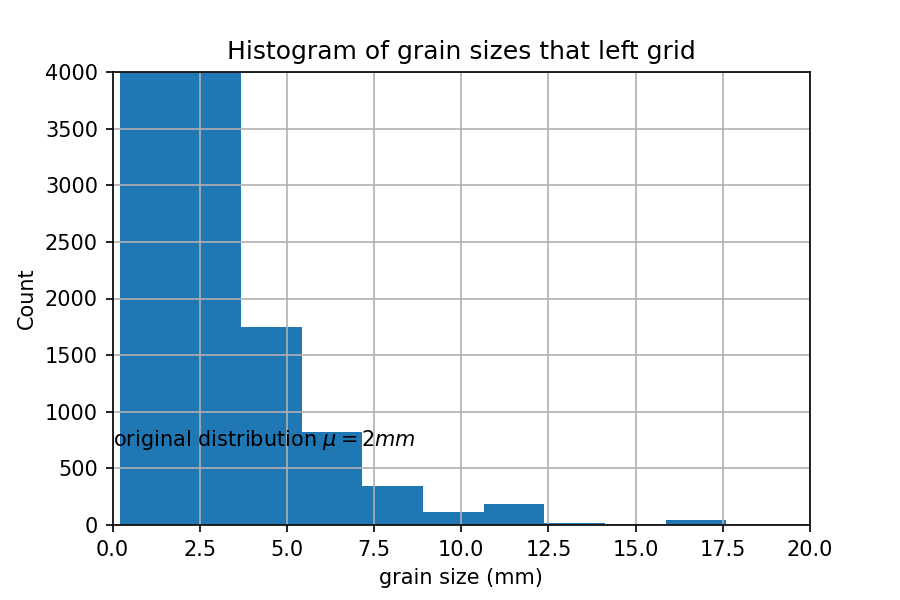 Histogram of grain sizes that left grid
4000
3500
3000
2500
2000
1500
1000
500
0
Count
original distribution μ = 2mm
0.0 2.5 5.0 7.5 10.0 12.5 15.0 17.5 20.0
grain size (mm)